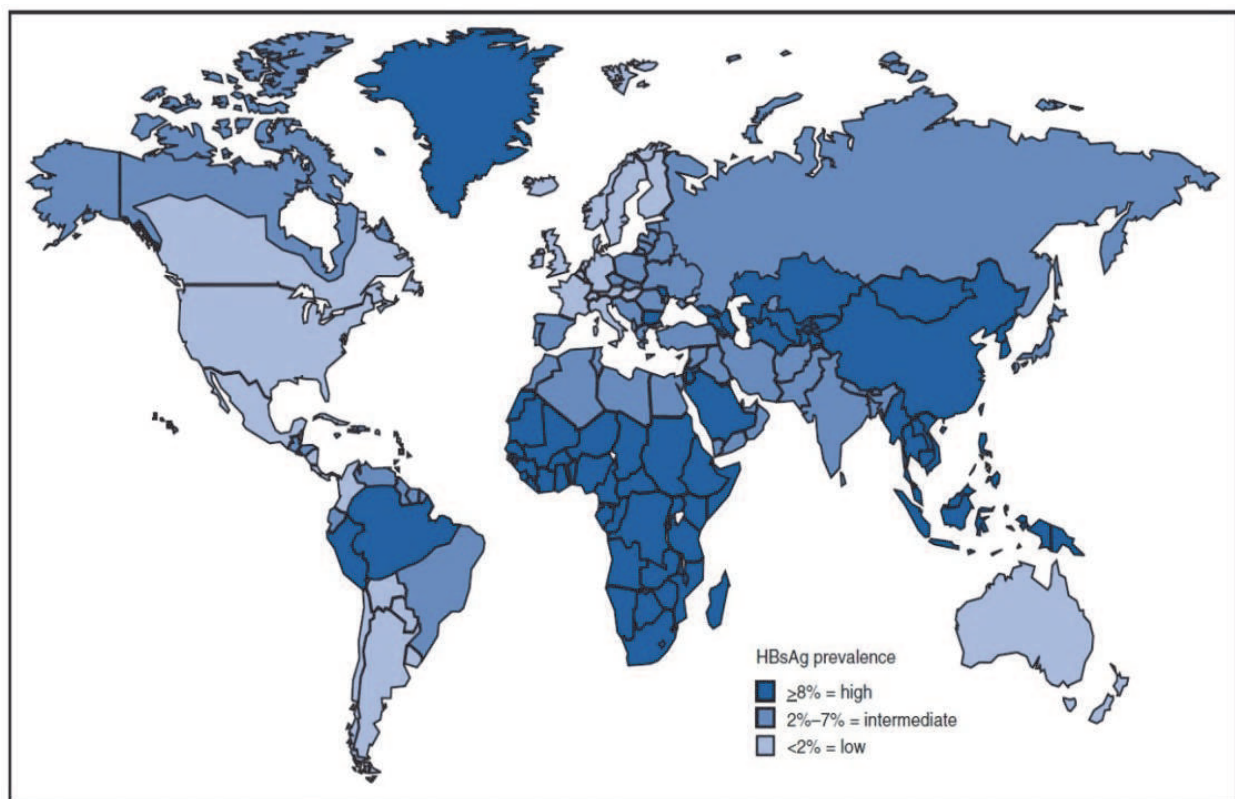 HBsAg prevalence
≥8% = high
2%–7% = intermediate
<2% = low